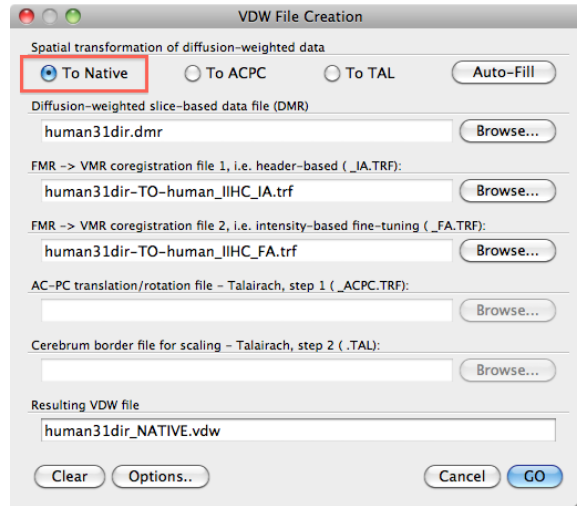 VDW File Creation
Spatial transformation of diffusion-weighted data
To Native To ACPC To TAL Auto-Fill
Diffusion-weighted slice-based data file (DMR)
human31dir.dmr Browse...
FMR -> VMR coregistration file 1, i.e. header-based ( _IA.TRF):
human31dir-TO-human_IIHC_IA.trf Browse...
FMR -> VMR coregistration file 2, i.e. intensity-based fine-tuning ( _FA.TRF):
human31dir-TO-human_IIHC_FA.trf Browse...
AC-PC translation/rotation file - Talairach, step 1 ( _ACPC.TRF):
Browse...
Cerebrum border file for scaling - Talairach, step 2 ( .TAL):
Browse...
Resulting VDW file
human31dir_NATIVE.vdw
Clear Options.. Cancel GO